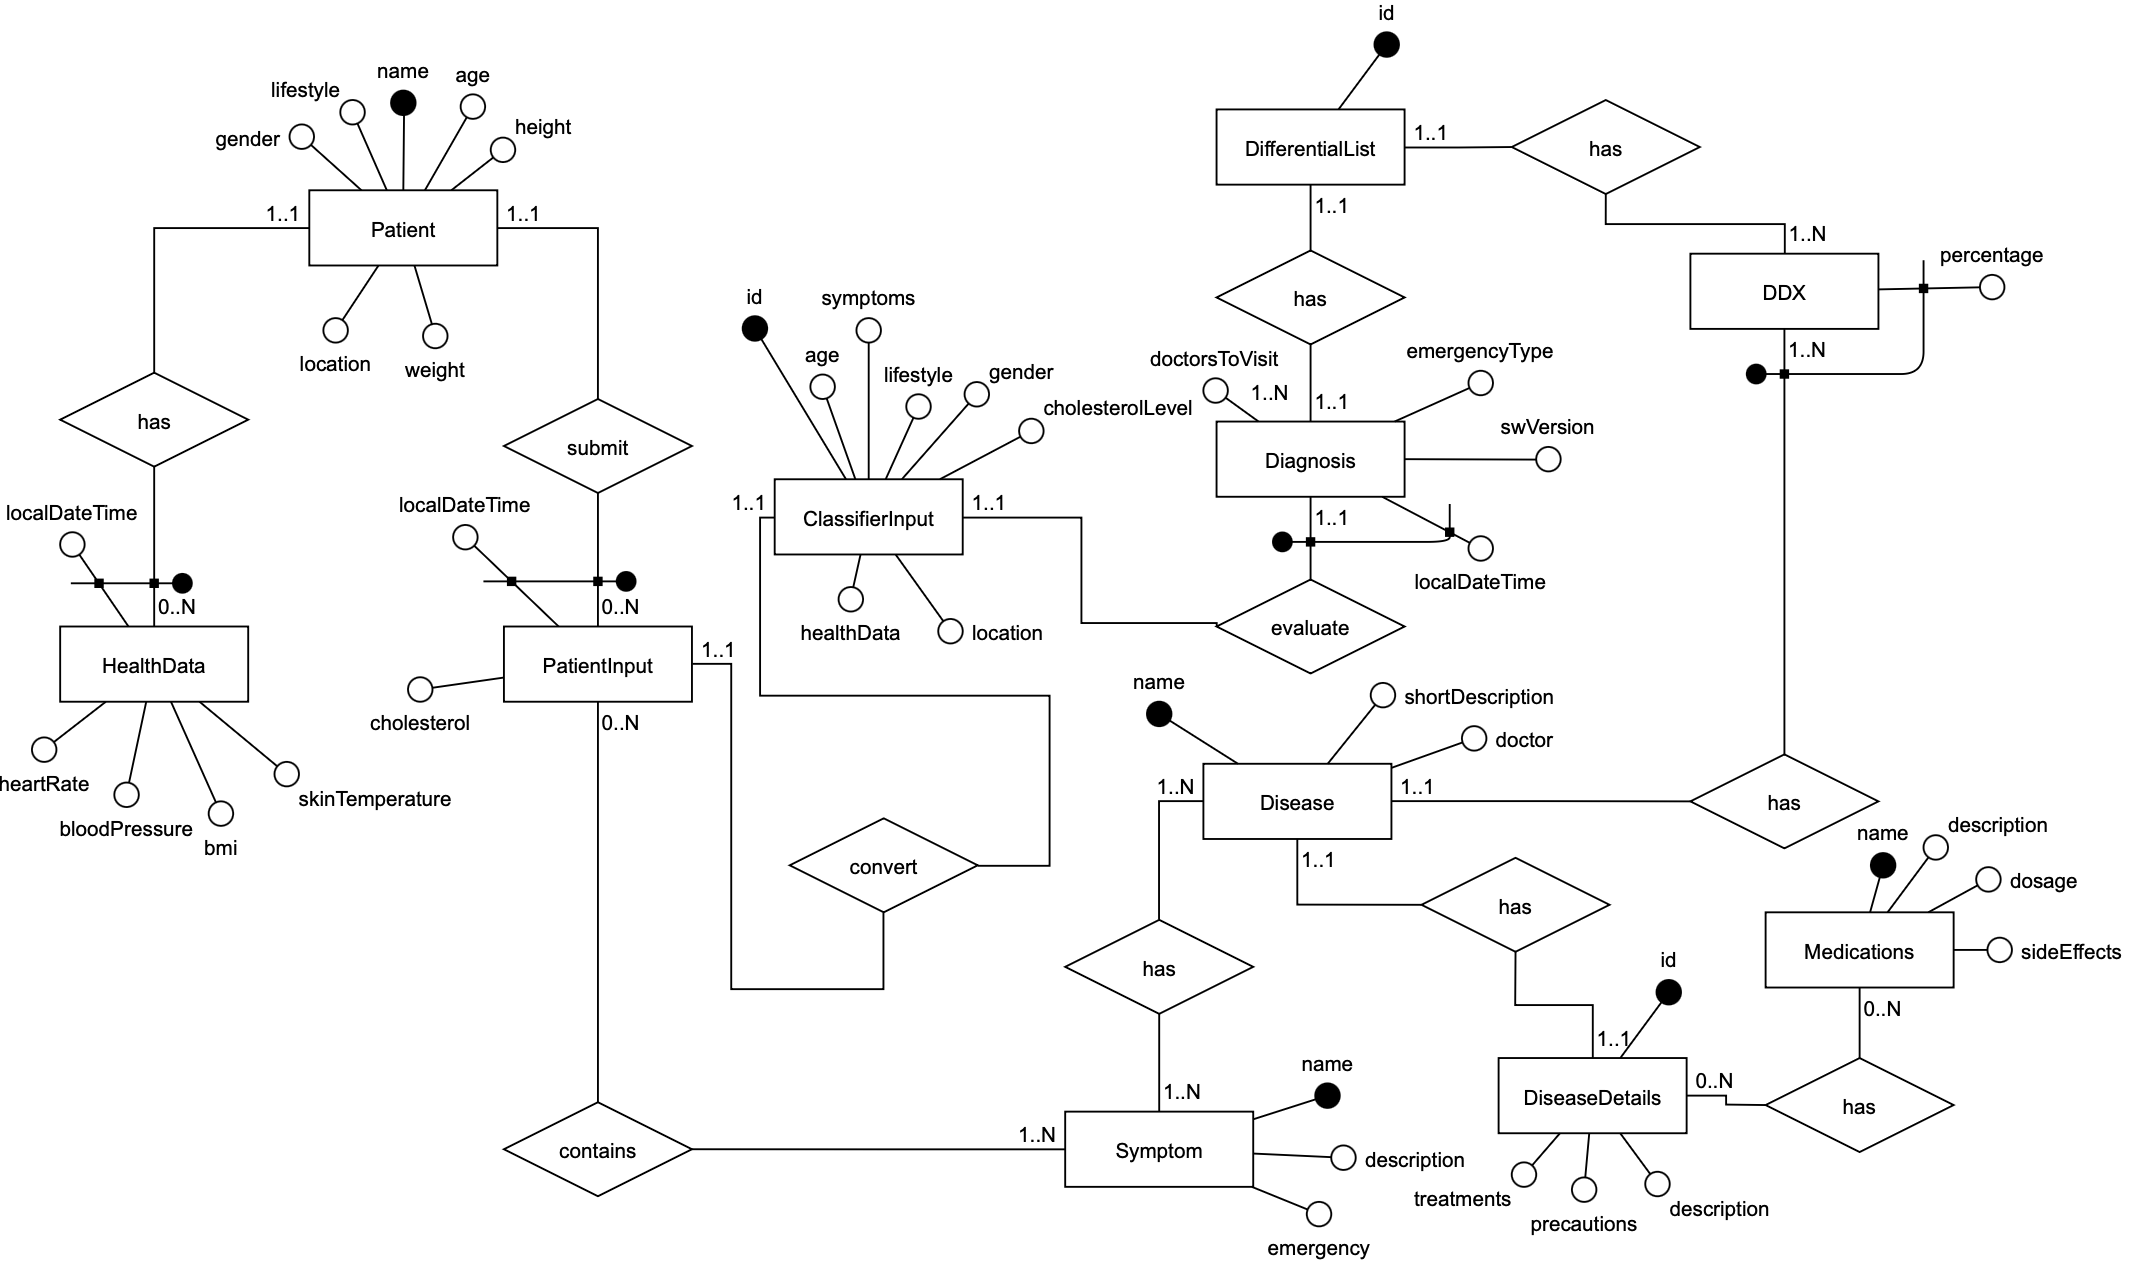 id
name
age
lifestyle
height
gender
1..1
has
DifferentialList
1..1
1..1
Patient
1..1
1..N
percentage
DDX
id
symptoms
has
1..N
location
weight
age
lifestyle
gender
cholesterolLevel
doctorsToVisit
1..N
emergencyType
1..1
swVersion
Diagnosis
has
submit
localDateTime
localDateTime
1..1
ClassifierInput
1..1
1..1
localDateTime
0..N
0..N
healthData
location
evaluate
HealthData
PatientInput
1..1
cholesterol
0..N
name
shortDescription
doctor
heartRate
bloodPressure
bmi
skinTemperature
1..N
Disease
1..1
has
1..1
convert
name
description
dosage
has
has
Medications
sideEffects
id
0..N
1..1
name
1..N
DiseaseDetails
0..N
has
contains
1..N
Symptom
description
treatments
precautions
description
emergency